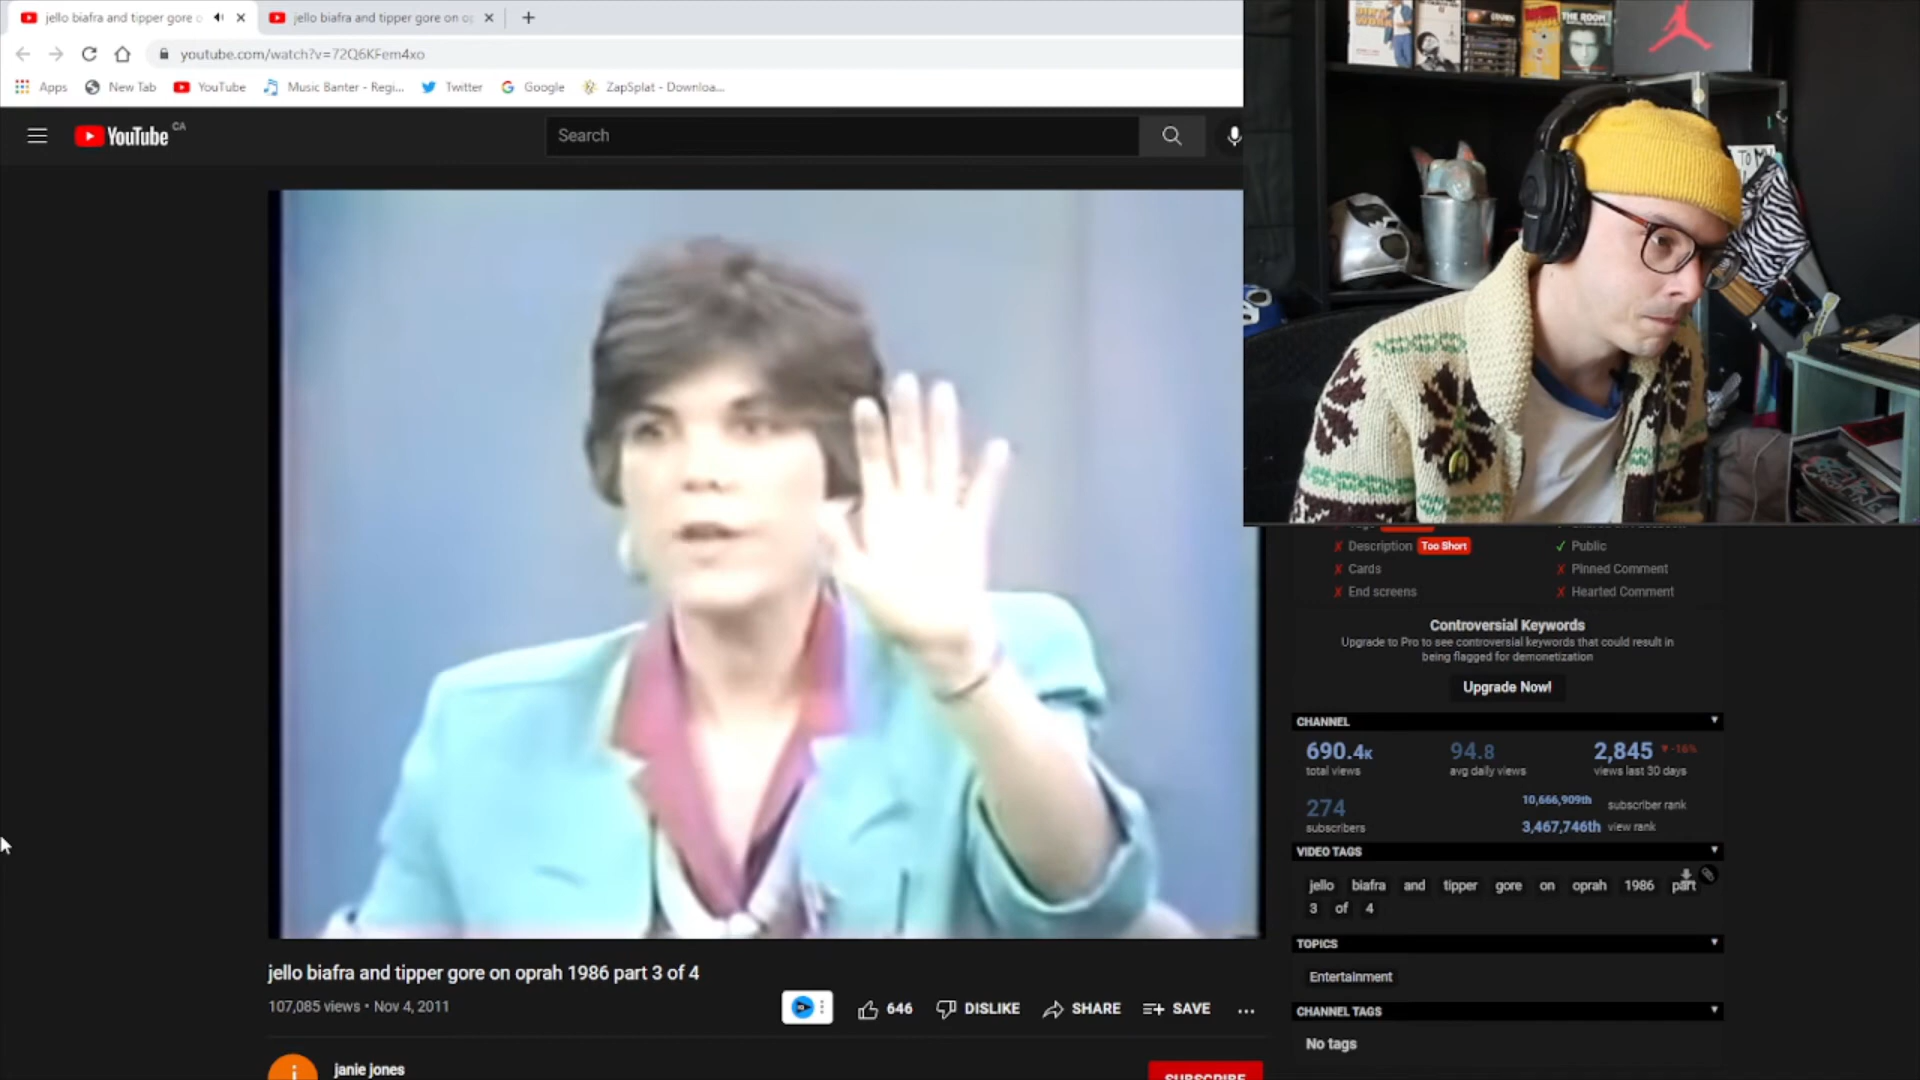 jello biafra and tipper gore o
jello biafra and tipper gore on o
youtube.com/watch?v=72Q6KFem4xo
Apps
New Tab
YouTube
Music Banter - Regi...
Twitter
Google
ZapSplat - Downloa...
YouTube CA
Search
THE ROOM
TO MY
Description Too Short
Public
Cards
Pinned Comment
End screens
Hearted Comment
Controversial Keywords
Upgrade to Pro to see controversial keywords that could result in
being flagged for demonetization
Upgrade Now!
CHANNEL
690.4K
94.8
2,845 -16%
total views
avg daily views
views last 30 days
274
10,666,909th subscriber rank
subscribers
3,467,746th view rank
VIDEO TAGS
jello biafra and tipper gore on oprah 1986 part
3 of 4
TOPICS
Entertainment
CHANNEL TAGS
No tags
jello biafra and tipper gore on oprah 1986 part 3 of 4
107,085 views • Nov 4, 2011
646
DISLIKE
SHARE
SAVE
janie jones
SUBSCRIBE